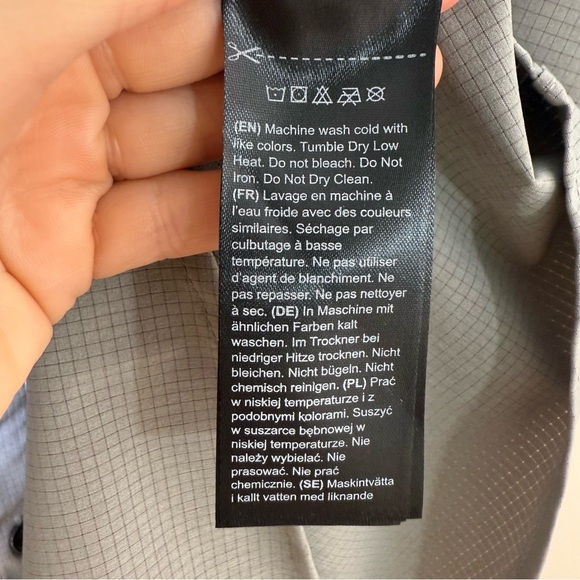 (EN) Machine wash cold with
like colors. Tumble Dry Low
Heat. Do not bleach. Do Not
Iron. Do Not Dry Clean.
(FR) Lavage en machine à
l'eau froide avec des couleurs
similaires. Séchage par
culbutage à basse
température. Ne pas utiliser
d'agent de blanchiment. Ne
pas repasser. Ne pas nettoyer
à sec. (DE) In Maschine mit
ähnlichen Farben kalt
waschen. Im Trockner bei
niedriger Hitze trocknen. Nicht
bleichen. Nicht bügeln. Nicht
chemisch reinigen. (PL) Prać
w niskiej temperaturze i z
podobnymi kolorami. Suszyć
w suszarce bębnowej w
niskiej temperaturze. Nie
należy wybielać. Nie
prasować. Nie prać
chemicznie. (SE) Maskintvätta
i kallt vatten med liknande